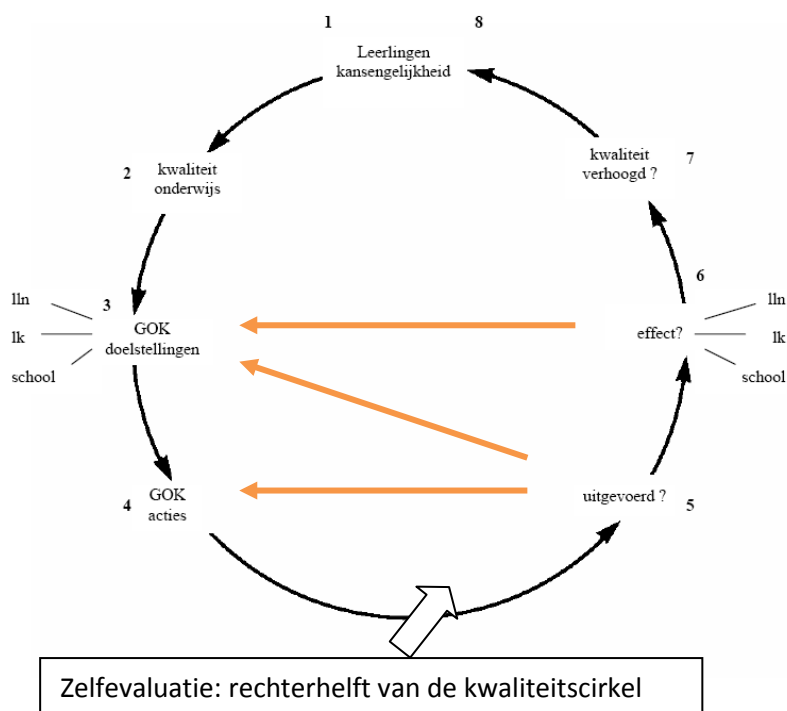 1
8
Leerlingen
kansengelijkheid
2
kwaliteit
onderwijs
kwaliteit
verhoogd ?
7
3
lln
lk
school
GOK
doelstellingen
6
effect?
lln
lk
school
4
GOK
acties
uitgevoerd ?
5
Zelfevaluatie: rechterhelft van de kwaliteitscirkel